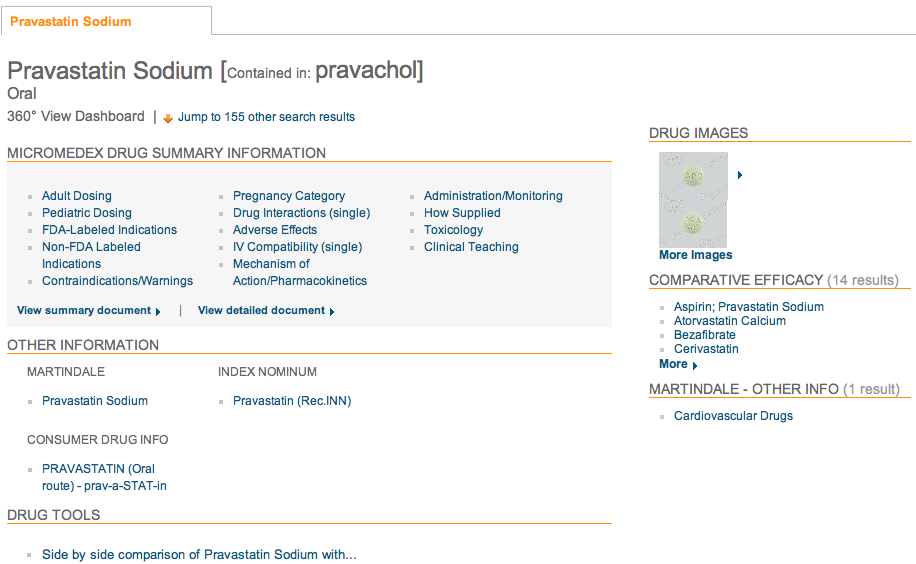 Pravastatin Sodium
Pravastatin Sodium [Contained in: pravachol]
Oral
360° View Dashboard | Jump to 155 other search results
MICROMEDEX DRUG SUMMARY INFORMATION
Adult Dosing
Pediatric Dosing
FDA-Labeled Indications
Non-FDA Labeled
Indications
Contraindications/Warnings
Pregnancy Category
Drug Interactions (single)
Adverse Effects
IV Compatibility (single)
Mechanism of
Action/Pharmacokinetics
Administration/Monitoring
How Supplied
Toxicology
Clinical Teaching
View summary document | View detailed document
OTHER INFORMATION
MARTINDALE
Pravastatin Sodium
INDEX NOMINUM
Pravastatin (Rec.INN)
CONSUMER DRUG INFO
PRAVASTATIN (Oral
route) - prav-a-STAT-in
DRUG TOOLS
Side by side comparison of Pravastatin Sodium with...
DRUG IMAGES
More Images
COMPARATIVE EFFICACY (14 results)
Aspirin; Pravastatin Sodium
Atorvastatin Calcium
Bezafibrate
Cerivastatin
More
MARTINDALE - OTHER INFO (1 result)
Cardiovascular Drugs